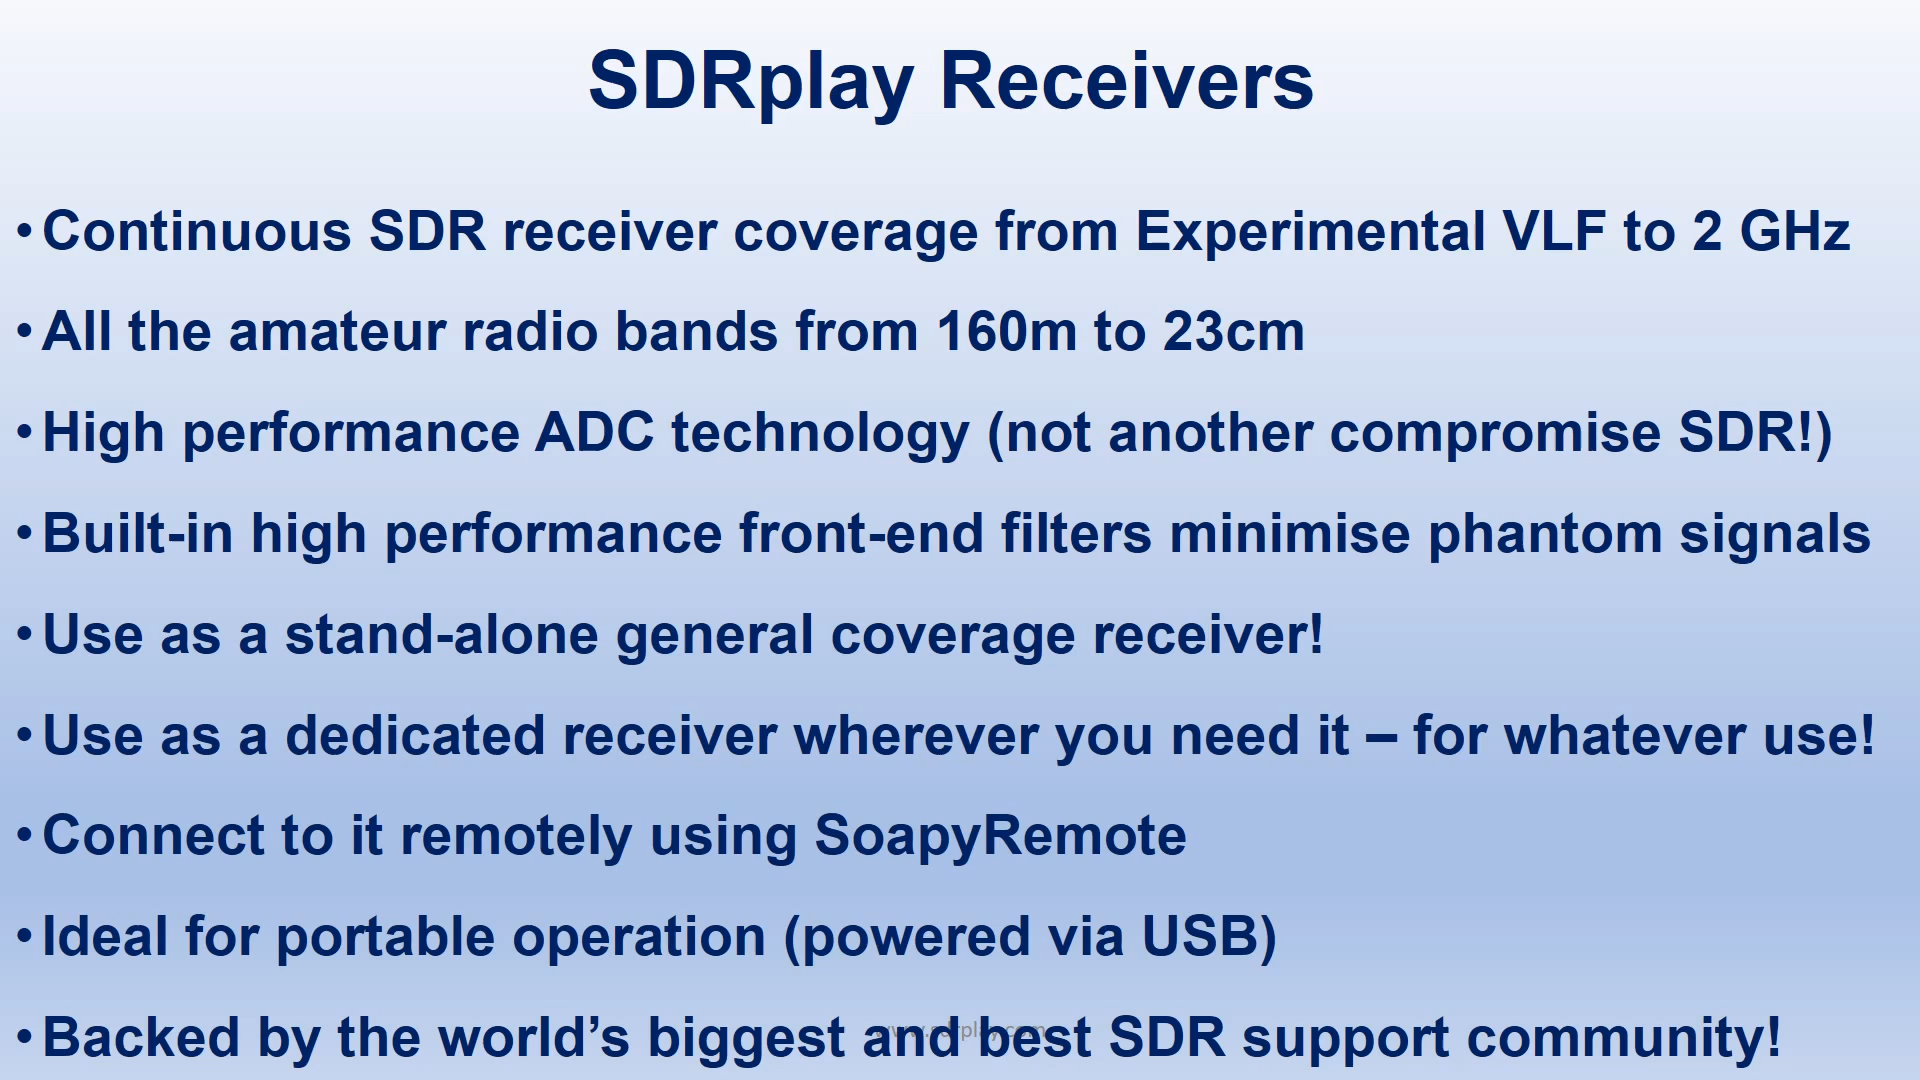 SDRplay Receivers
•Continuous SDR receiver coverage from Experimental VLF to 2 GHz
•All the amateur radio bands from 160m to 23cm
•High performance ADC technology (not another compromise SDR!)
•Built-in high performance front-end filters minimise phantom signals
•Use as a stand-alone general coverage receiver!
•Use as a dedicated receiver wherever you need it – for whatever use!
•Connect to it remotely using SoapyRemote
•Ideal for portable operation (powered via USB)
•Backed by the world’s biggest and best SDR support community!
www.sdrplay.com